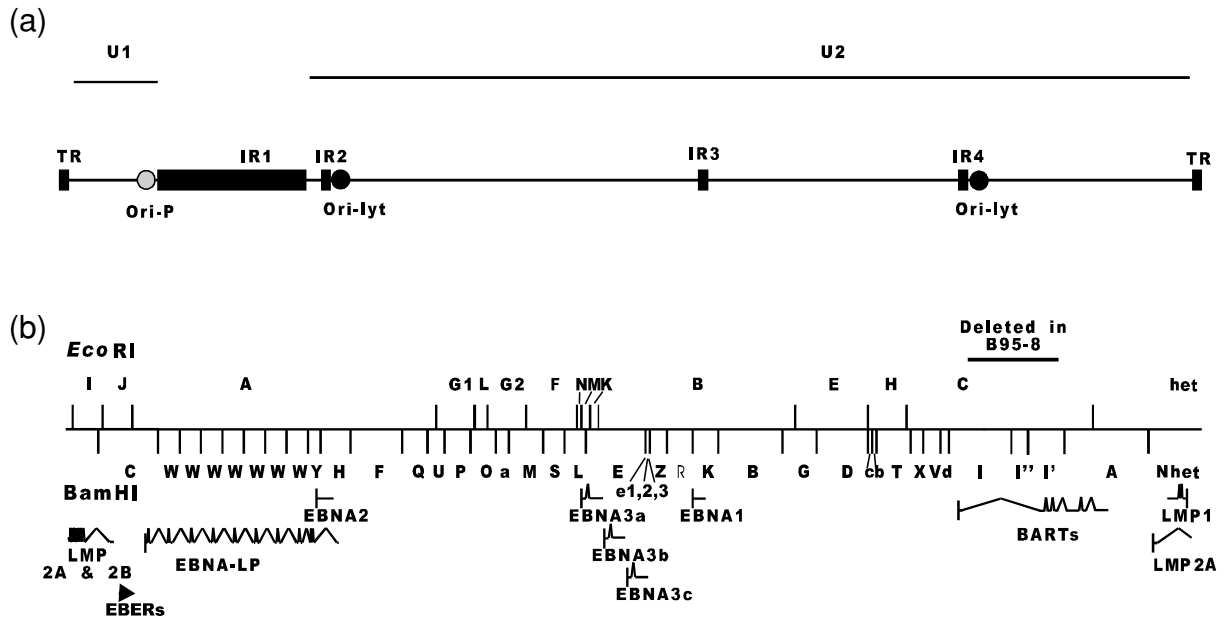 (a)
U1 U2
TR IR1 IR2 IR3 IR4 TR
Ori-P Ori-lyt Ori-lyt
(b)
Deleted in
B95-8
EcoRI
I J A G1 L G2 F N M K B E H C het
C W W W W W W W Y H F Q U P O a M S L E Z R K B G D c b T X V d I I'' I' A Nhet
e1,2,3
BamHI
EBNA2 EBNA3a EBNA1 BARTs LMP1
LMP EBNA-LP EBNA3b LMP2A
2A & 2B
EBERs EBNA3c